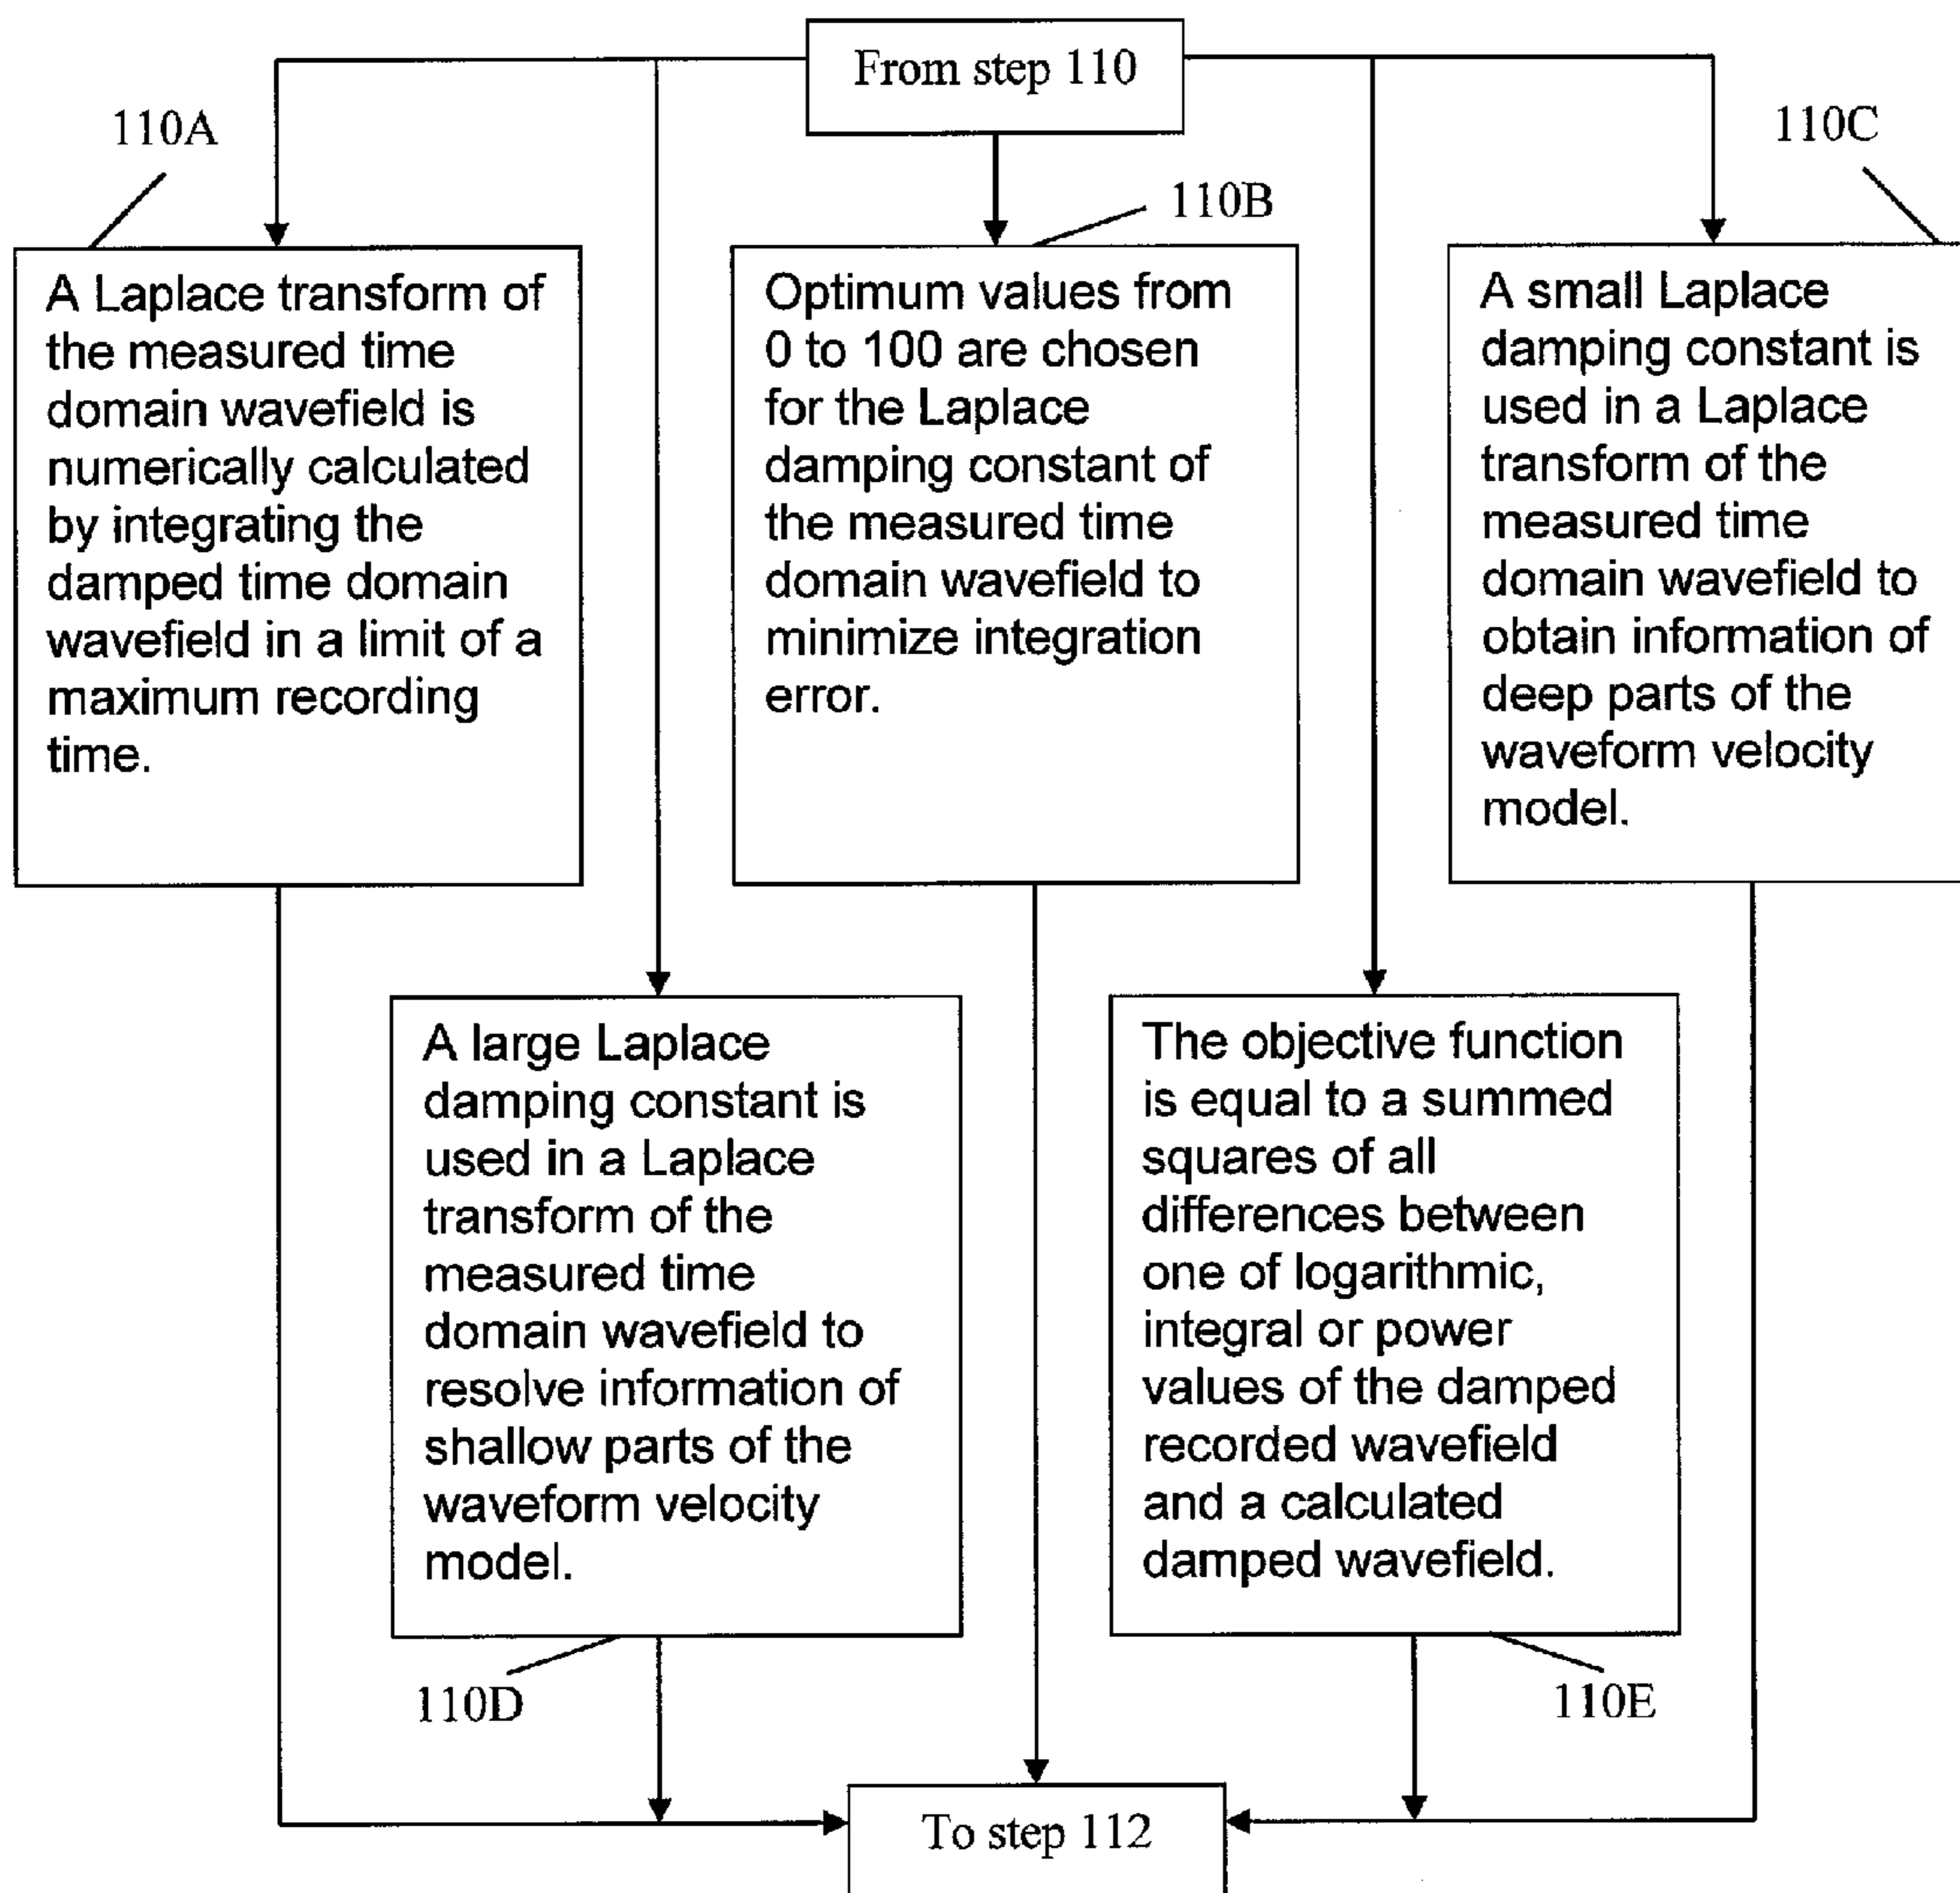 From step 110
110A
110C
110B
A Laplace transform of
the measured time
domain wavefield is
numerically calculated
by integrating the
damped time domain
wavefield in a limit of a
maximum recording
time.
Optimum values from
0 to 100 are chosen
for the Laplace
damping constant of
the measured time
domain wavefield to
minimize integration
error.
A small Laplace
damping constant is
used in a Laplace
transform of the
measured time
domain wavefield to
obtain information of
deep parts of the
waveform velocity
model.
A large Laplace
damping constant is
used in a Laplace
transform of the
measured time
domain wavefield to
resolve information of
shallow parts of the
waveform velocity
model.
The objective function
is equal to a summed
squares of all
differences between
one of logarithmic,
integral or power
values of the damped
recorded wavefield
and a calculated
damped wavefield.
110D
110E
To step 112